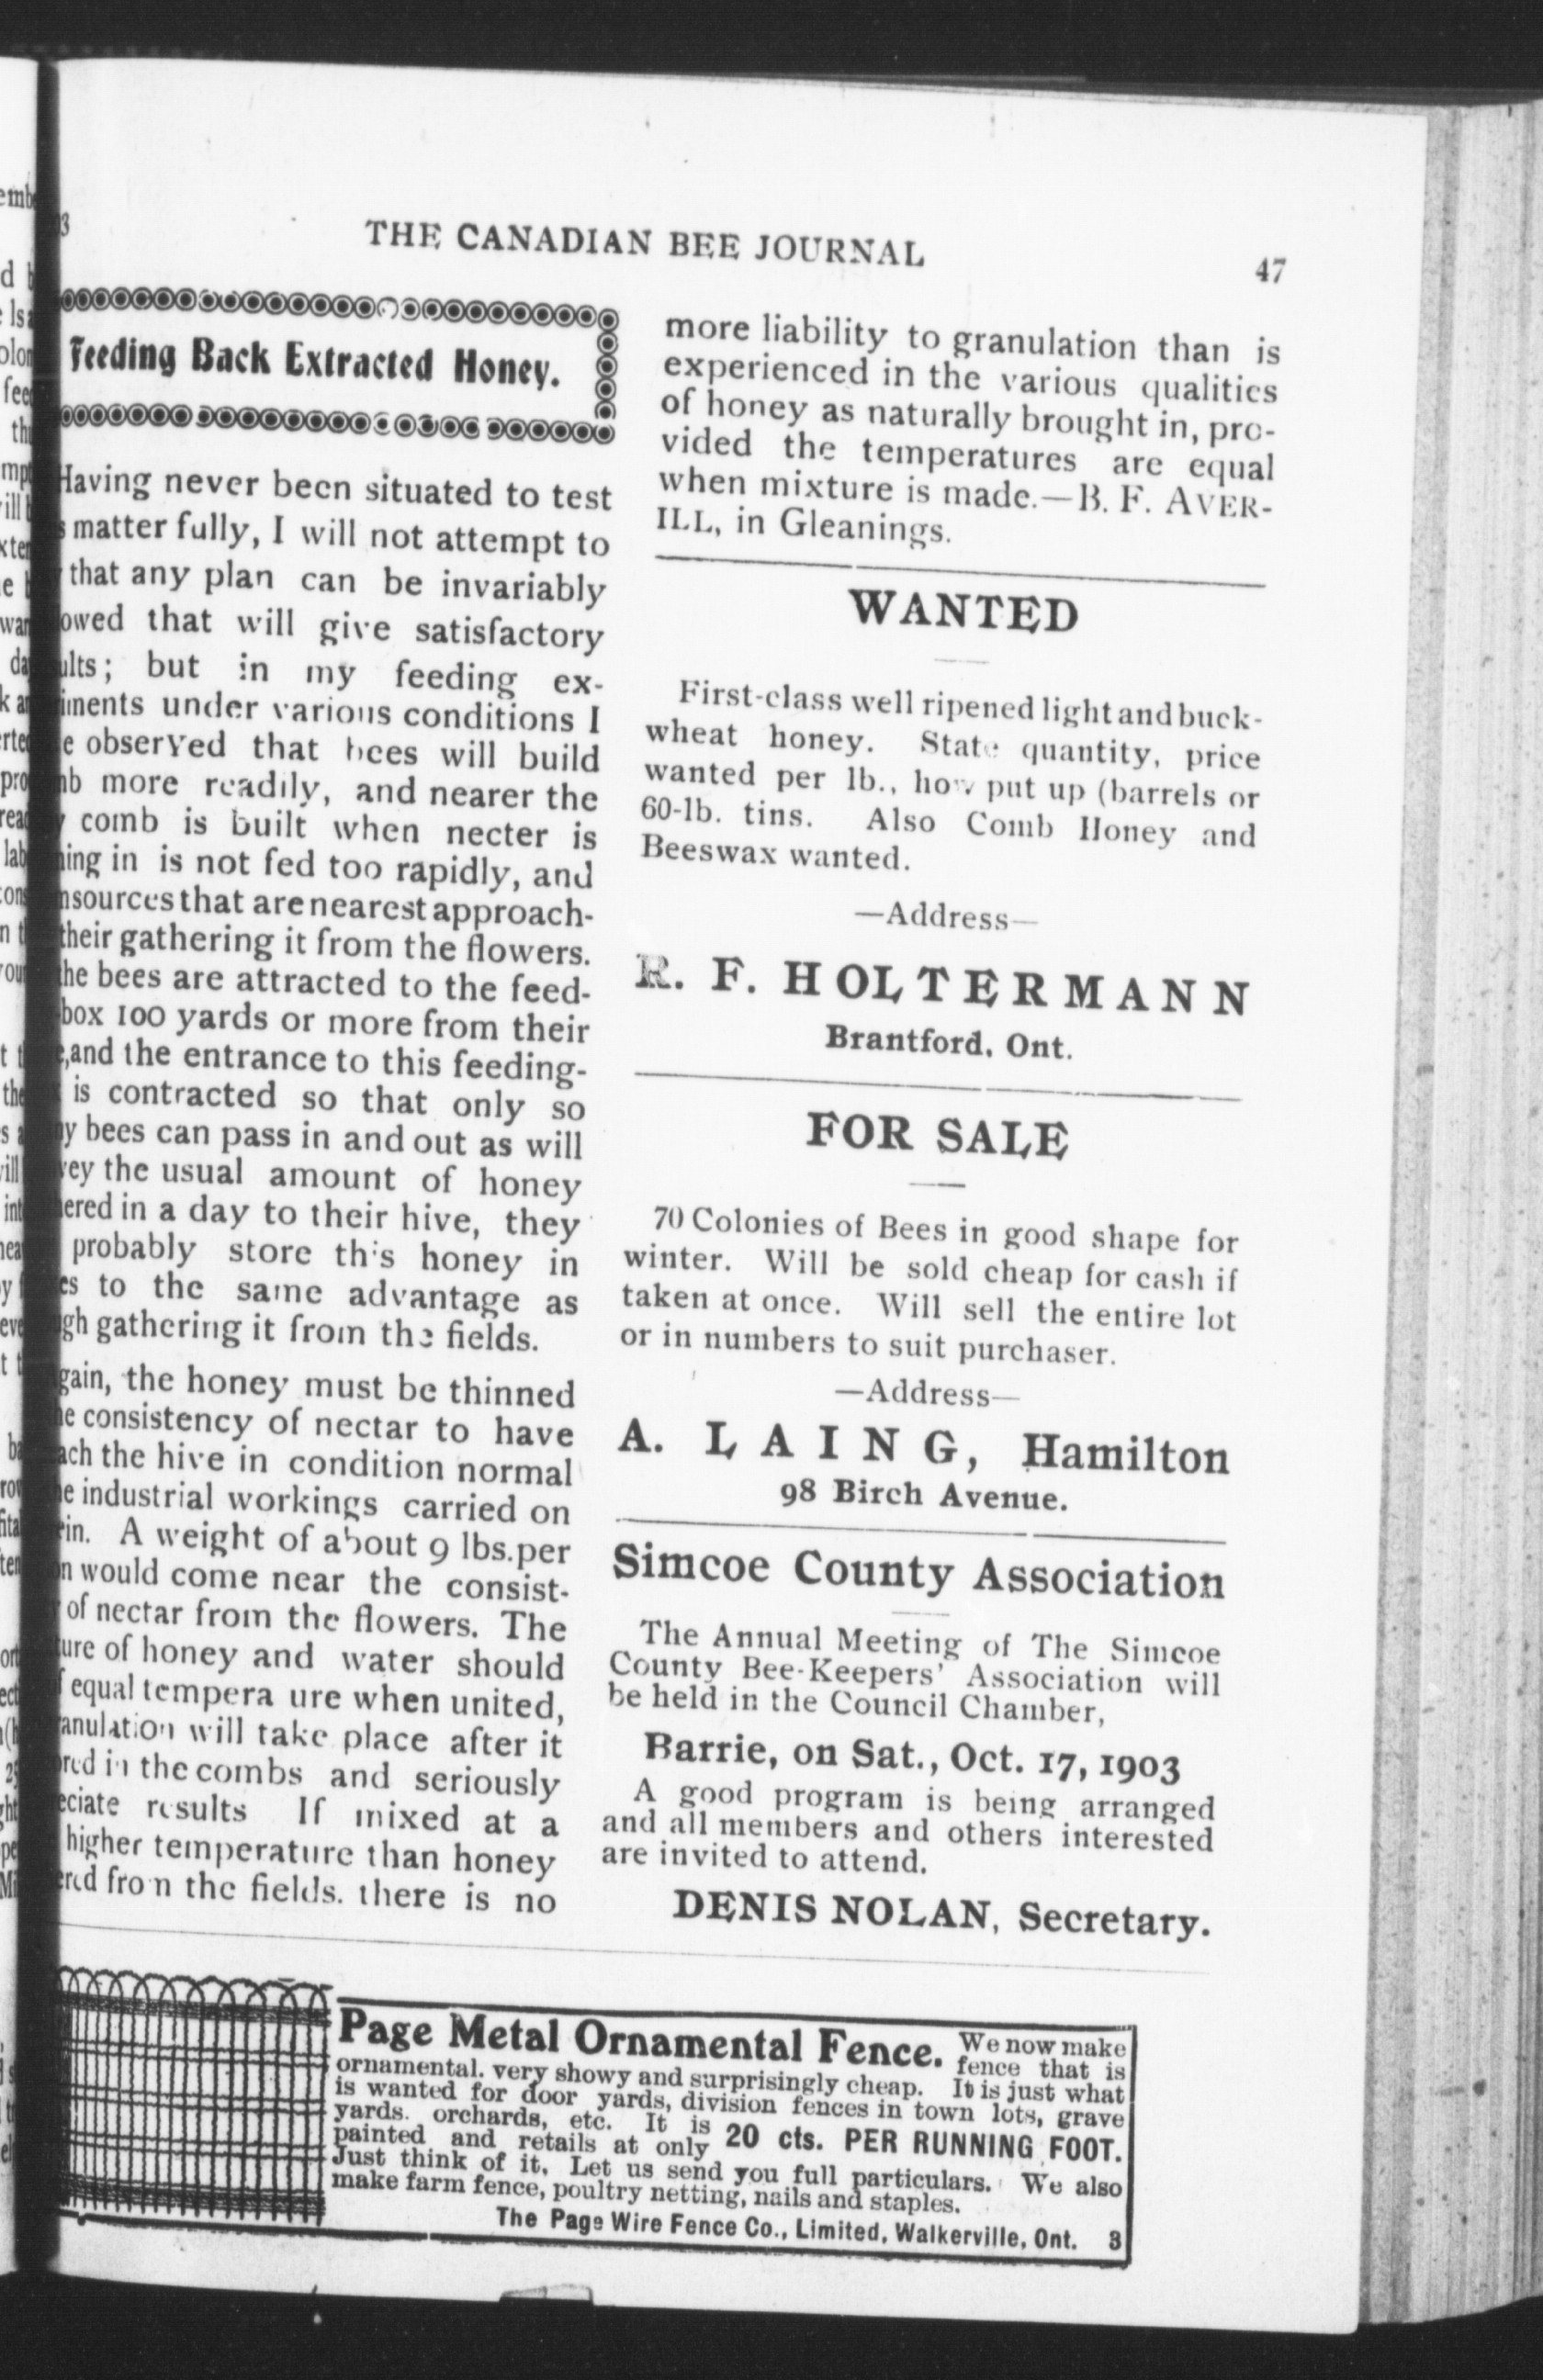 3
THE CANADIAN BEE JOURNAL
47
Feeding Back Extracted Honey.
Having never been situated to test
matter fully, I will not attempt to
that any plan can be invariably
owed that will give satisfactory
ults; but in my feeding ex-
iments under various conditions I
e observed that bees will build
mb more readily, and nearer the
comb is built when necter is
ing in is not fed too rapidly, and
sources that are nearest approach-
their gathering it from the flowers.
the bees are attracted to the feed-
box 100 yards or more from their
, and the entrance to this feeding-
is contracted so that only so
y bees can pass in and out as will
vey the usual amount of honey
ered in a day to their hive, they
probably store this honey in
es to the same advantage as
gh gathering it from the fields.
gain, the honey must be thinned
e consistency of nectar to have
ach the hive in condition normal
e industrial workings carried on
in. A weight of about 9 lbs. per
n would come near the consist-
of nectar from the flowers. The
ture of honey and water should
equal tempera ure when united,
anulation will take place after it
ored in the combs and seriously
eciate results If mixed at a
higher temperature than honey
ered from the fields. there is no
more liability to granulation than is
experienced in the various qualities
of honey as naturally brought in, pro-
vided the temperatures are equal
when mixture is made.—B. F. AVER-
ILL, in Gleanings.
WANTED
First-class well ripened light and buck-
wheat honey. State quantity, price
wanted per lb., how put up (barrels or
60-lb. tins. Also Comb Honey and
Beeswax wanted.
—Address—
R. F. HOLTERMANN
Brantford, Ont.
FOR SALE
70 Colonies of Bees in good shape for
winter. Will be sold cheap for cash if
taken at once. Will sell the entire lot
or in numbers to suit purchaser.
—Address—
A. LAING, Hamilton
98 Birch Avenue.
Simcoe County Association
The Annual Meeting of The Simcoe
County Bee-Keepers' Association will
be held in the Council Chamber,
Barrie, on Sat., Oct. 17, 1903
A good program is being arranged
and all members and others interested
are invited to attend.
DENIS NOLAN, Secretary.
Page Metal Ornamental Fence. We now make
fence that is
ornamental. very showy and surprisingly cheap. It is just what
is wanted for door yards, division fences in town lots, grave
yards. orchards, etc. It is
painted and retails at only 20 cts. PER RUNNING FOOT.
Just think of it. Let us send you full particulars. We also
make farm fence, poultry netting, nails and staples.
The Page Wire Fence Co., Limited, Walkerville, Ont. 3